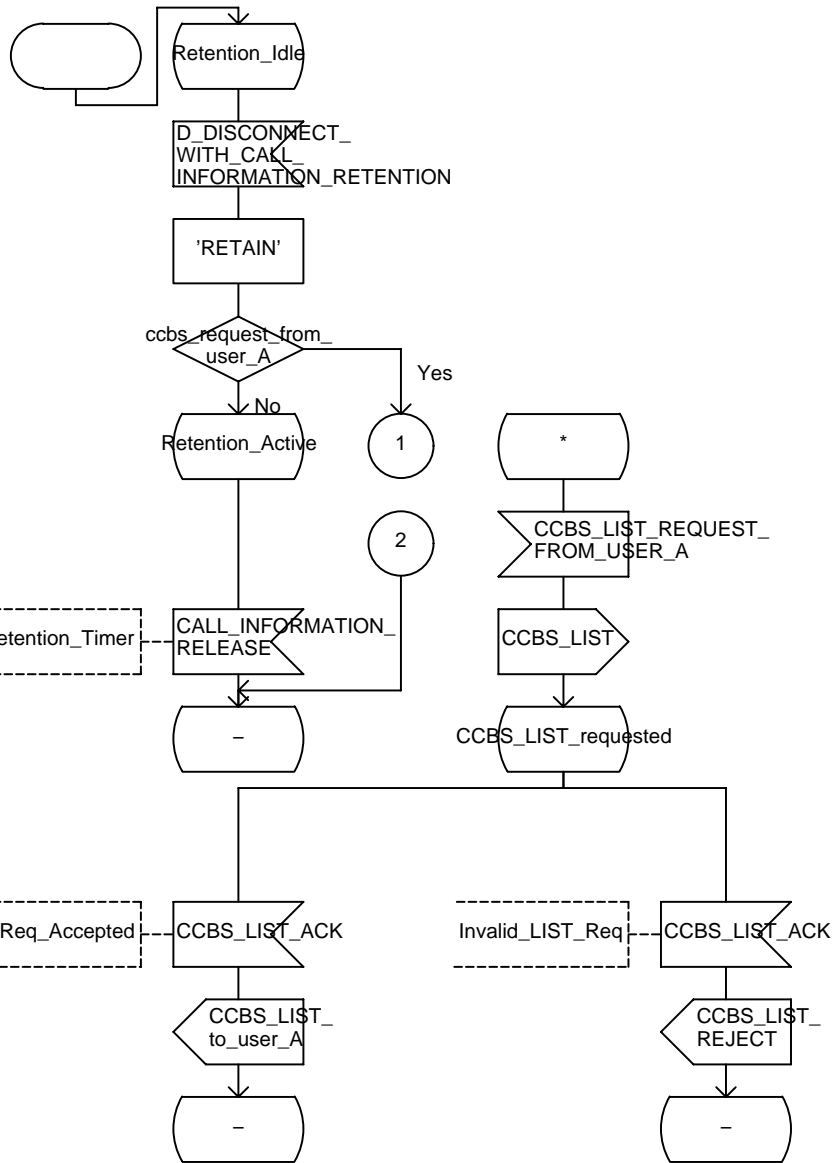 Retention_Idle
D_DISCONNECT_
WITH_CALL_
INFORMATION_RETENTION
'RETAIN'
ccbs_request_from_
user_A
Yes
No
Retention_Active
1
*
2
CCBS_LIST_REQUEST_
FROM_USER_A
etention_Timer
CALL_INFORMATION_
RELEASE
CCBS_LIST
–
CCBS_LIST_requested
Req_Accepted
CCBS_LIST_ACK
Invalid_LIST_Req
CCBS_LIST_ACK
CCBS_LIST_
to_user_A
CCBS_LIST_
REJECT
–
–